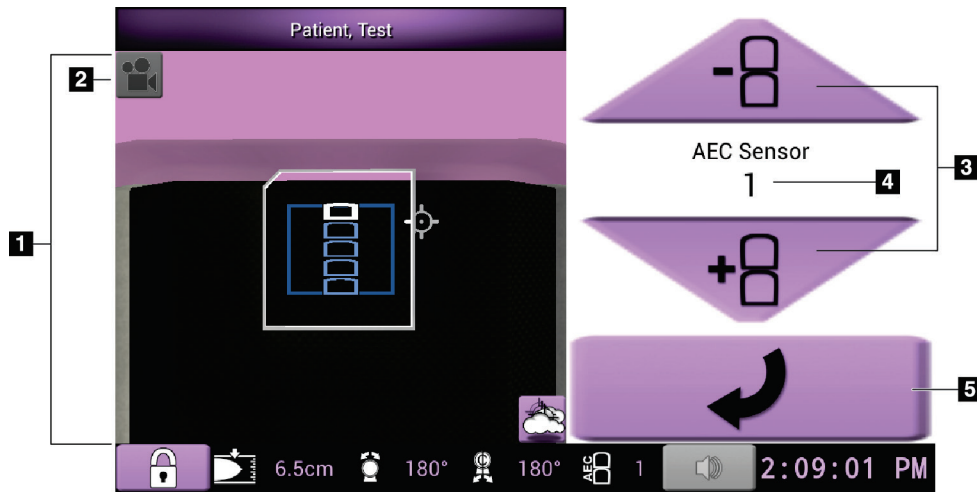 Patient, Test
2
3
AEC Sensor
1
4
1
5
6.5cm
180°
180°
AEC
1
2:09:01 PM